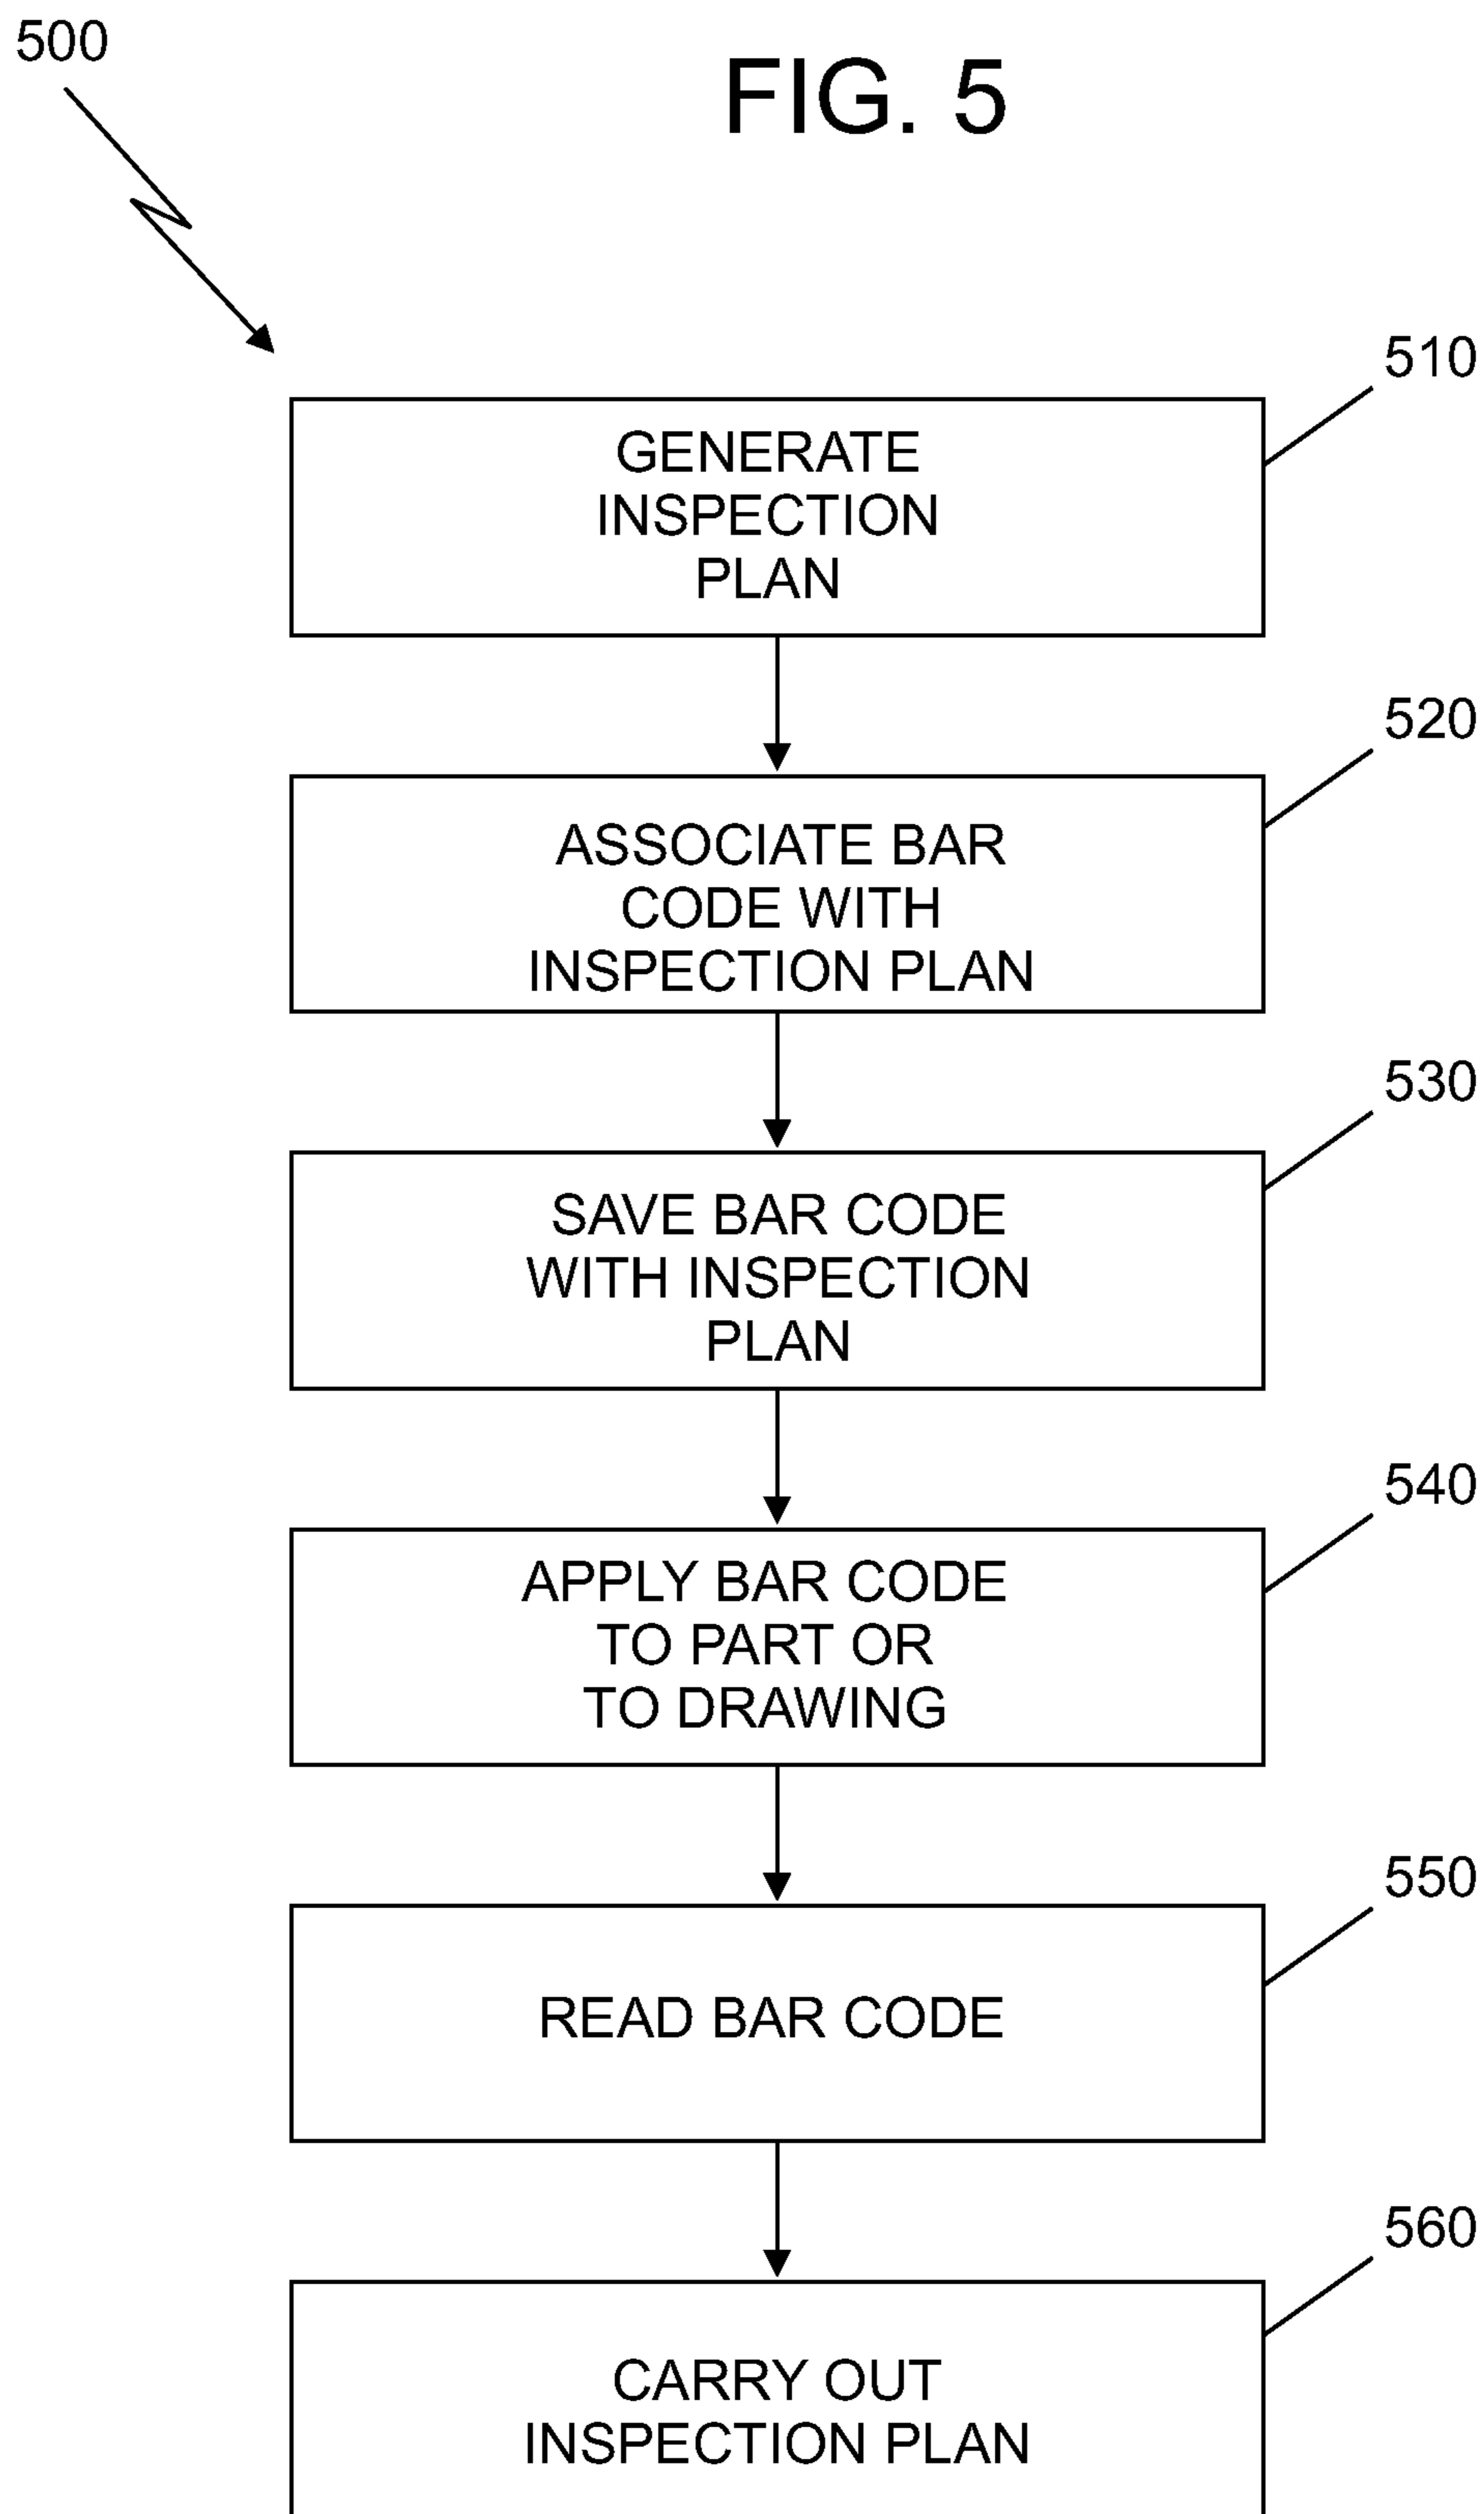 500
FIG. 5
510
GENERATE
INSPECTION
PLAN
520
ASSOCIATE BAR
CODE WITH
INSPECTION PLAN
530
SAVE BAR CODE
WITH INSPECTION
PLAN
540
APPLY BAR CODE
TO PART OR
TO DRAWING
550
READ BAR CODE
560
CARRY OUT
INSPECTION PLAN